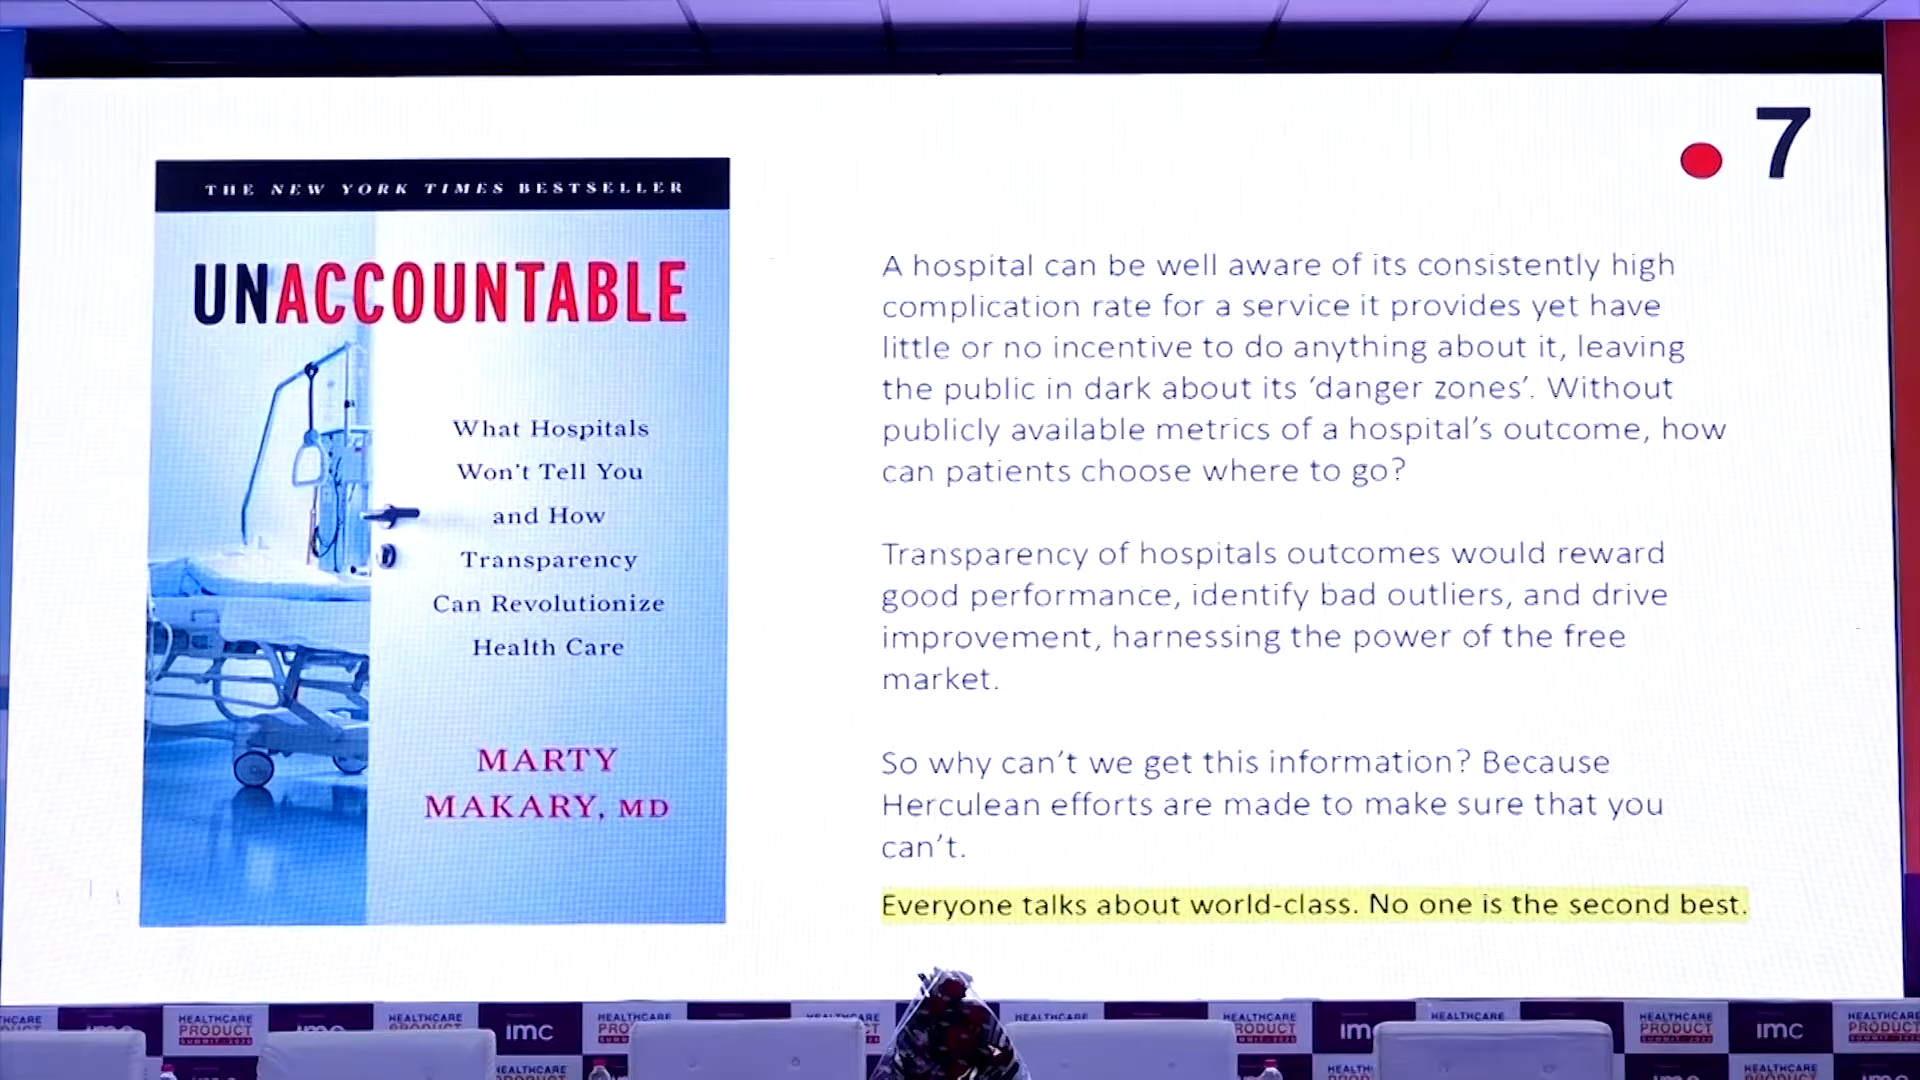 7
THE NEW YORK TIMES BESTSELLER
UNACCOUNTABLE
What Hospitals
Won't Tell You
and How
Transparency
Can Revolutionize
Health Care
MARTY
MAKARY, MD
A hospital can be well aware of its consistently high
complication rate for a service it provides yet have
little or no incentive to do anything about it, leaving
the public in dark about its ‘danger zones’. Without
publicly available metrics of a hospital’s outcome, how
can patients choose where to go?
Transparency of hospitals outcomes would reward
good performance, identify bad outliers, and drive
improvement, harnessing the power of the free
market.
So why can’t we get this information? Because
Herculean efforts are made to make sure that you
can’t.
Everyone talks about world-class. No one is the second best.
HEALTHCARE
PRODUCT
imc
HEALTHCARE
PRODUCT
imc
HEALTHCARE
PRODUCT